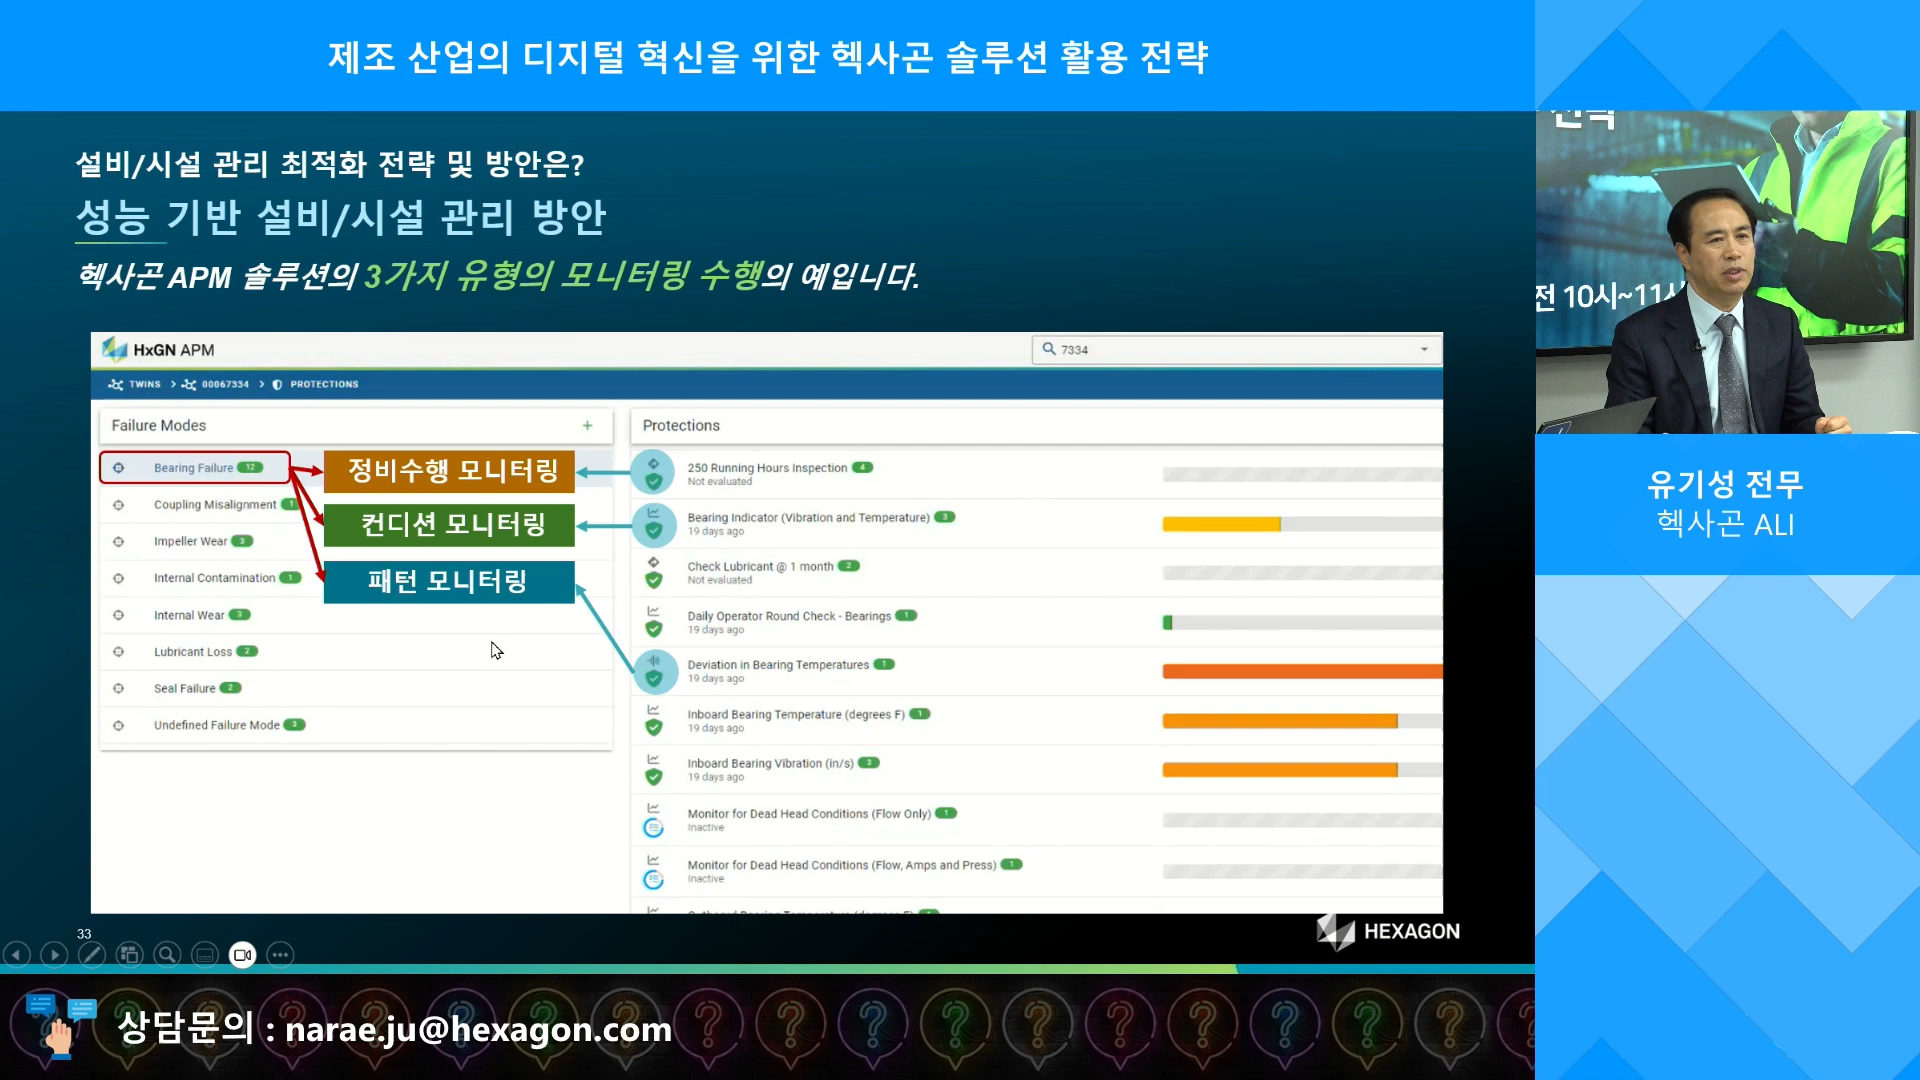 제조 산업의 디지털 혁신을 위한 헥사곤 솔루션 활용 전략
설비/시설 관리 최적화 전략 및 방안은?
성능 기반 설비/시설 관리 방안
헥사곤 APM 솔루션의 3가지 유형의 모니터링 수행의 예입니다.
HxGN APM
7334
TWINS > 00067334 > PROTECTIONS
Failure Modes +
Bearing Failure 12
Coupling Misalignment 1
Impeller Wear 3
Internal Contamination 1
Internal Wear 3
Lubricant Loss 2
Seal Failure 2
Undefined Failure Mode 3
정비수행 모니터링
컨디션 모니터링
패턴 모니터링
Protections
250 Running Hours Inspection 4
Not evaluated
Bearing Indicator (Vibration and Temperature) 3
19 days ago
Check Lubricant @ 1 month 2
Not evaluated
Daily Operator Round Check - Bearings 1
19 days ago
Deviation in Bearing Temperatures 1
19 days ago
Inboard Bearing Temperature (degrees F) 1
19 days ago
Inboard Bearing Vibration (in/s) 3
19 days ago
Monitor for Dead Head Conditions (Flow Only) 1
Inactive
Monitor for Dead Head Conditions (Flow, Amps and Press) 1
Inactive
33
HEXAGON
상담문의 : narae.ju@hexagon.com
전략
전 10시~11시
유기성 전무
헥사곤 ALI